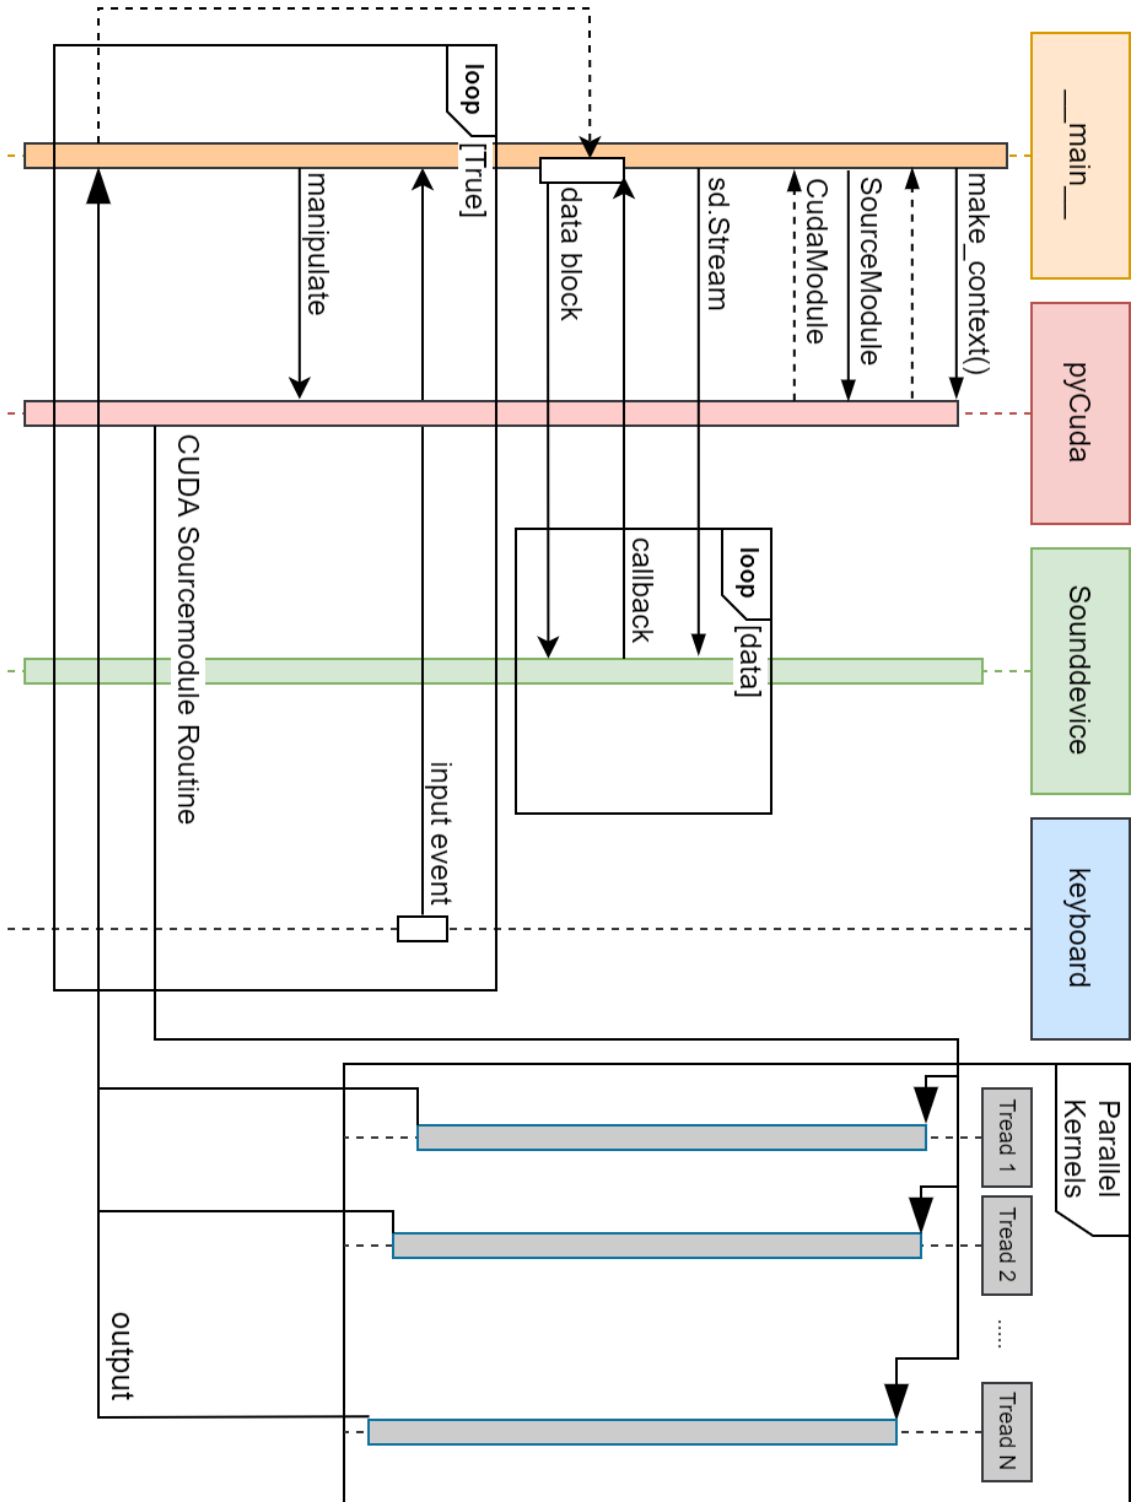 __main__
pyCuda
Sounddevice
keyboard
Parallel
Kernels
Tread 1
Tread 2
.....
Tread N
make_context()
SourceModule
CudaModule
sd.Stream
loop
[data]
callback
data block
loop
[True]
input event
manipulate
CUDA Sourcemodule Routine
output